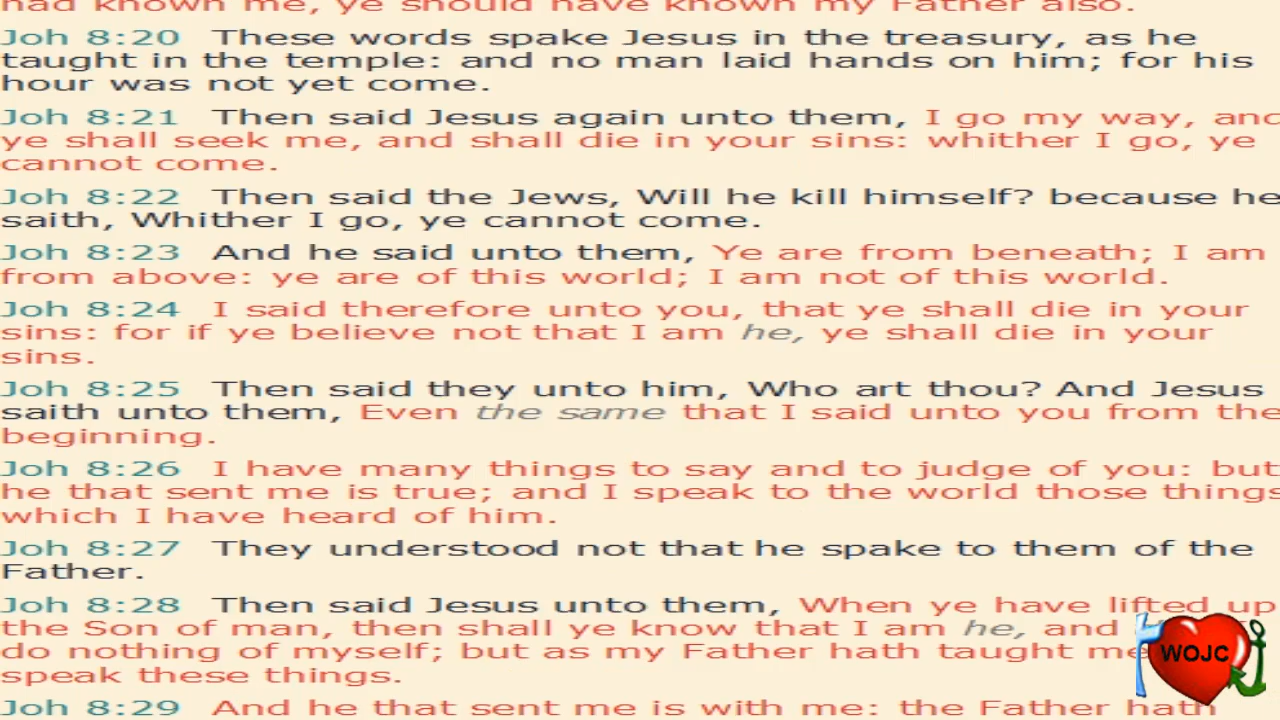 had known me, ye should have known my Father also.
Joh 8:20 These words spake Jesus in the treasury, as he
taught in the temple: and no man laid hands on him; for his
hour was not yet come.
Joh 8:21 Then said Jesus again unto them, I go my way, and
ye shall seek me, and shall die in your sins: whither I go, ye
cannot come.
Joh 8:22 Then said the Jews, Will he kill himself? because he
saith, Whither I go, ye cannot come.
Joh 8:23 And he said unto them, Ye are from beneath; I am
from above: ye are of this world; I am not of this world.
Joh 8:24 I said therefore unto you, that ye shall die in your
sins: for if ye believe not that I am he, ye shall die in your
sins.
Joh 8:25 Then said they unto him, Who art thou? And Jesus
saith unto them, Even the same that I said unto you from the
beginning.
Joh 8:26 I have many things to say and to judge of you: but
he that sent me is true; and I speak to the world those things
which I have heard of him.
Joh 8:27 They understood not that he spake to them of the
Father.
Joh 8:28 Then said Jesus unto them, When ye have lifted up
the Son of man, then shall ye know that I am he, and
do nothing of myself; but as my Father hath taught me
speak these things.
Joh 8:29 And he that sent me is with me: the Father hath
WOJC